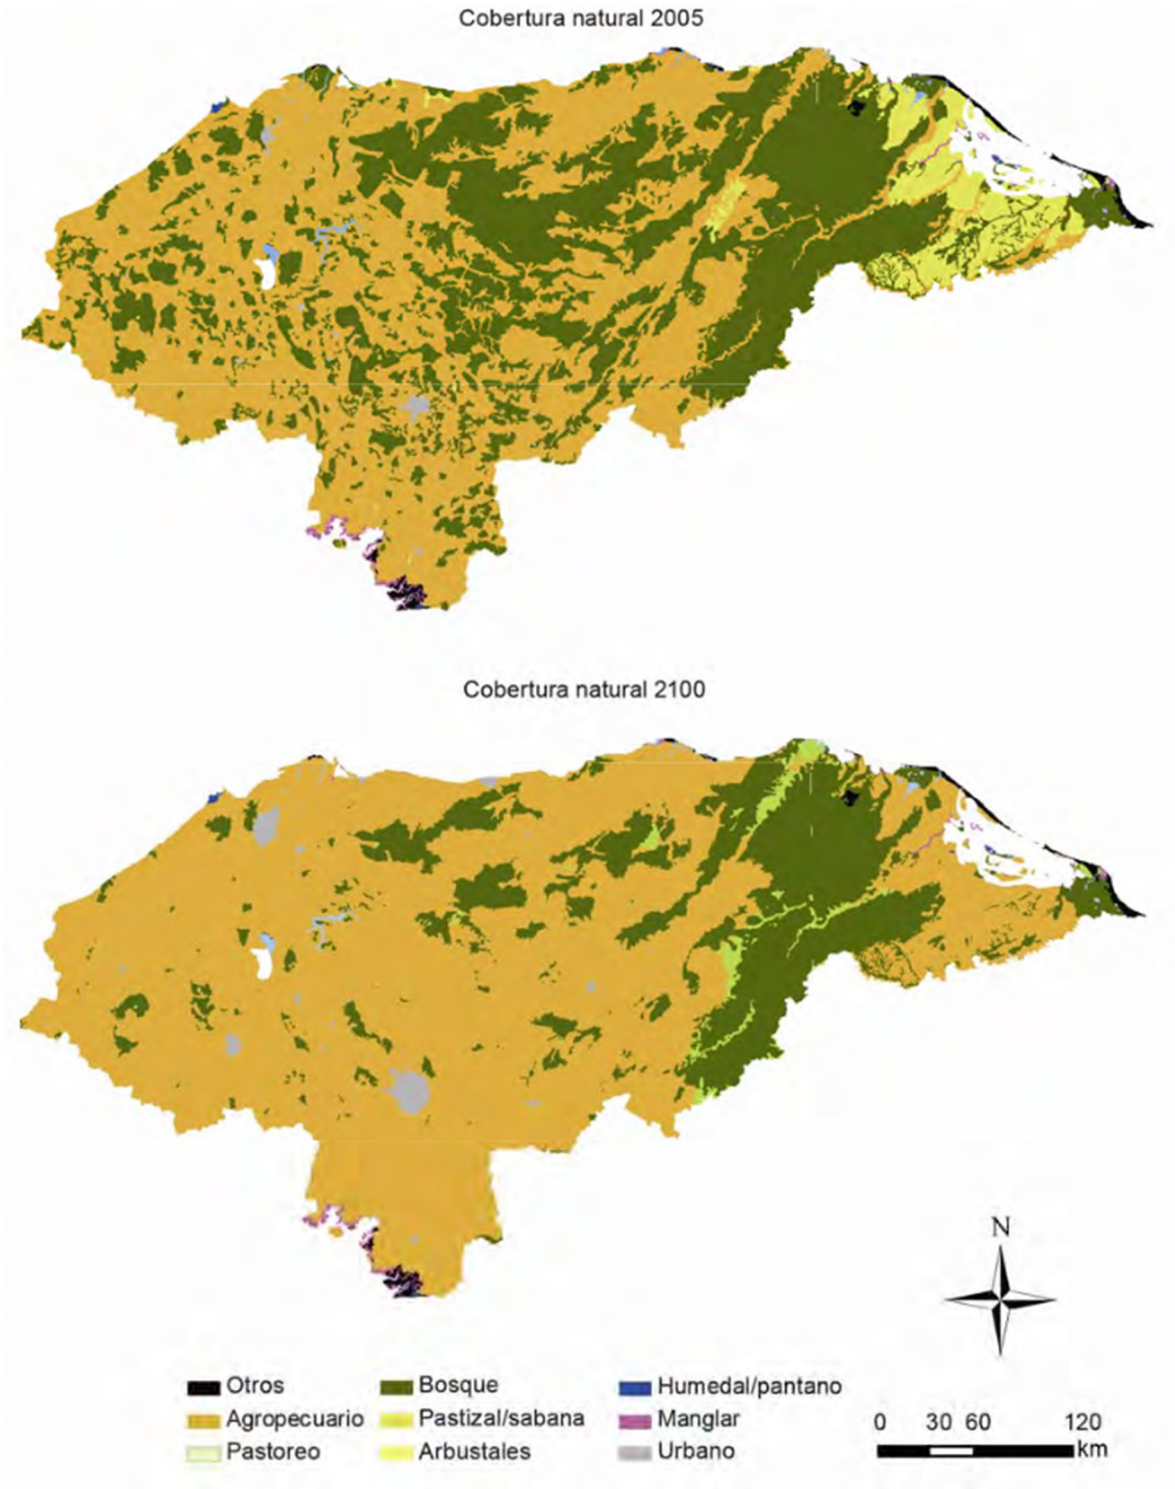 Cobertura natural 2005
Cobertura natural 2100
N
Otros
Agropecuario
Pastoreo
Bosque
Pastizal/sabana
Arbustales
Humedal/pantano
Manglar
Urbano
0 30 60 120
km